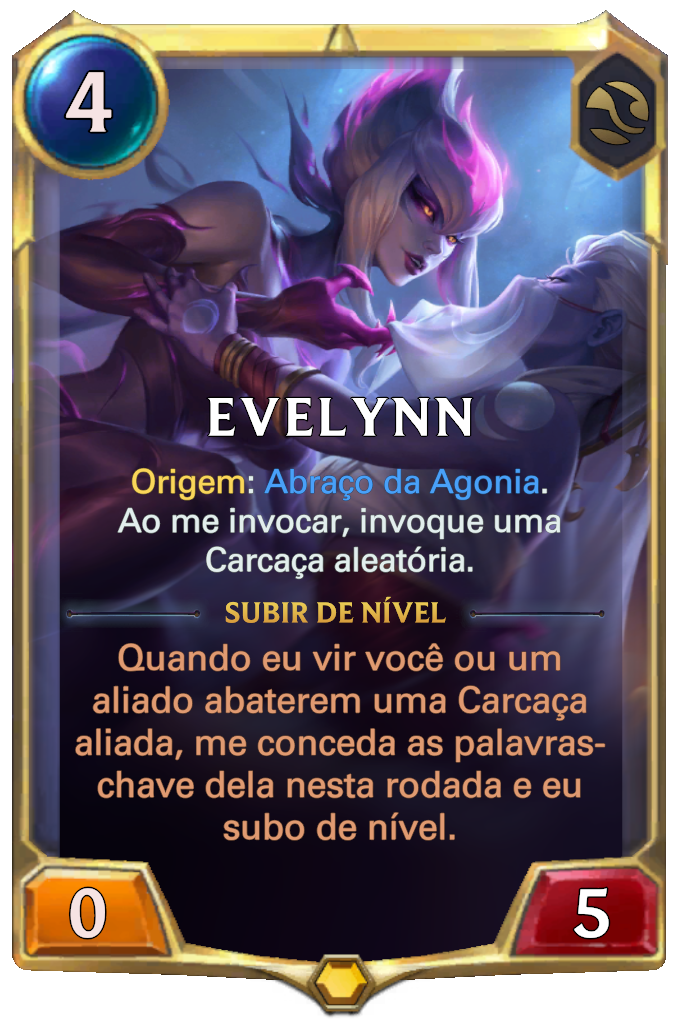 4
EVELYNN
Origem: Abraço da Agonia.
Ao me invocar, invoque uma
Carcaça aleatória.
SUBIR DE NÍVEL
Quando eu vir você ou um
aliado abaterem uma Carcaça
aliada, me conceda as palavras-
chave dela nesta rodada e eu
subo de nível.
0
5